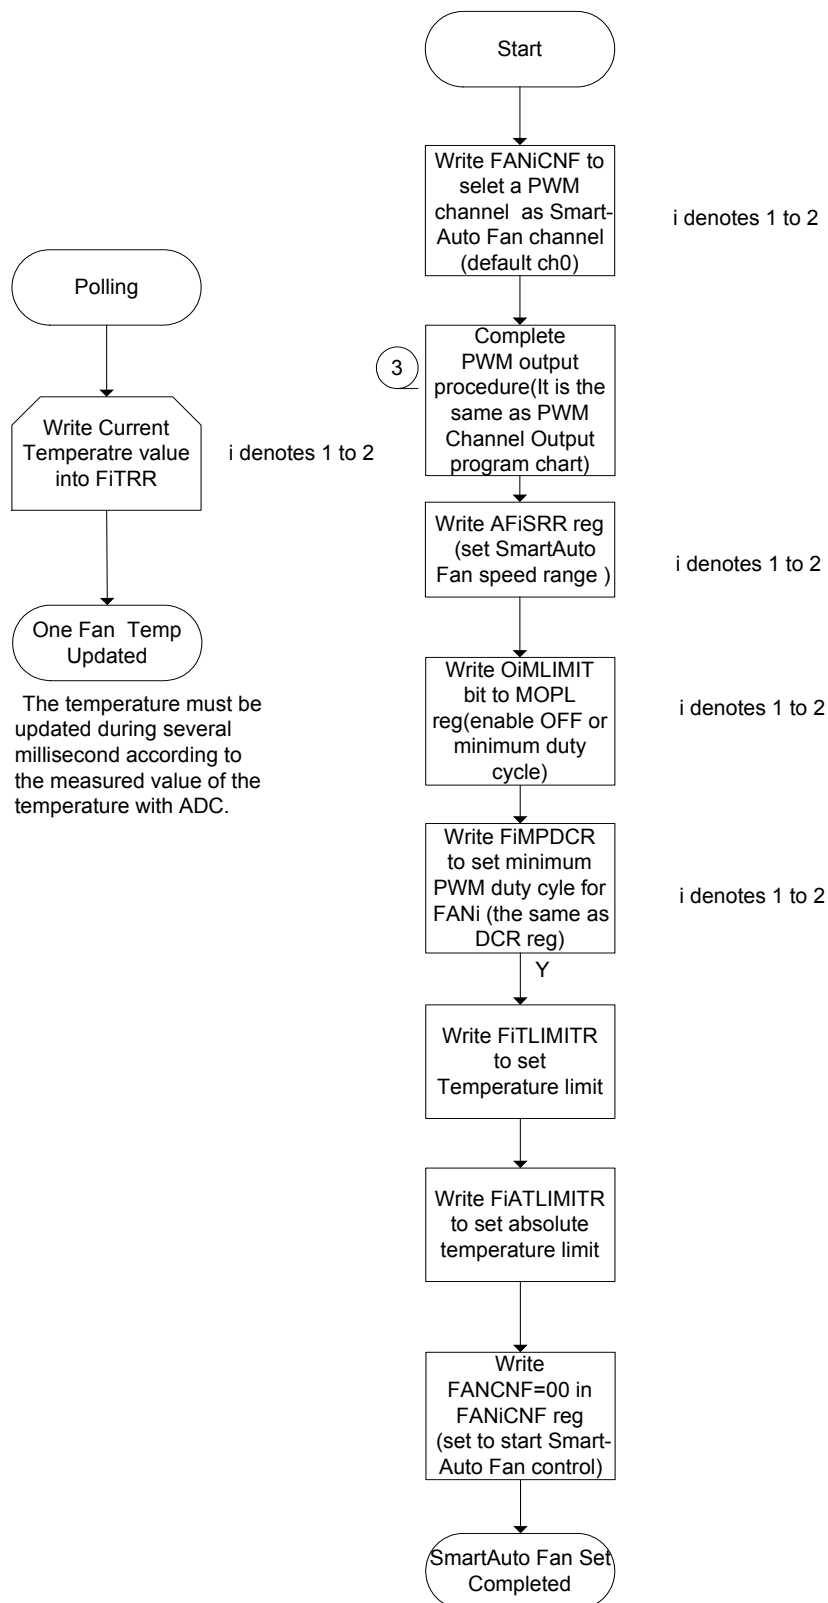 Start
Write FANiCNF to
selet a PWM
channel as Smart-
Auto Fan channel
(default ch0)
i denotes 1 to 2
Polling
Complete
PWM output
procedure(It is the
same as PWM
Channel Output
program chart)
3
Write Current
Temperatre value
into FiTRR
i denotes 1 to 2
Write AFiSRR reg
(set SmartAuto
Fan speed range )
i denotes 1 to 2
One Fan Temp
Updated
The temperature must be
updated during several
millisecond according to
the measured value of the
temperature with ADC.
Write OiMLIMIT
bit to MOPL
reg(enable OFF or
minimum duty
cycle)
i denotes 1 to 2
Write FiMPDCR
to set minimum
PWM duty cyle for
FANi (the same as
DCR reg)
i denotes 1 to 2
Y
Write FiTLIMITR
to set
Temperature limit
Write FiATLIMITR
to set absolute
temperature limit
Write
FANCNF=00 in
FANiCNF reg
(set to start Smart-
Auto Fan control)
SmartAuto Fan Set
Completed